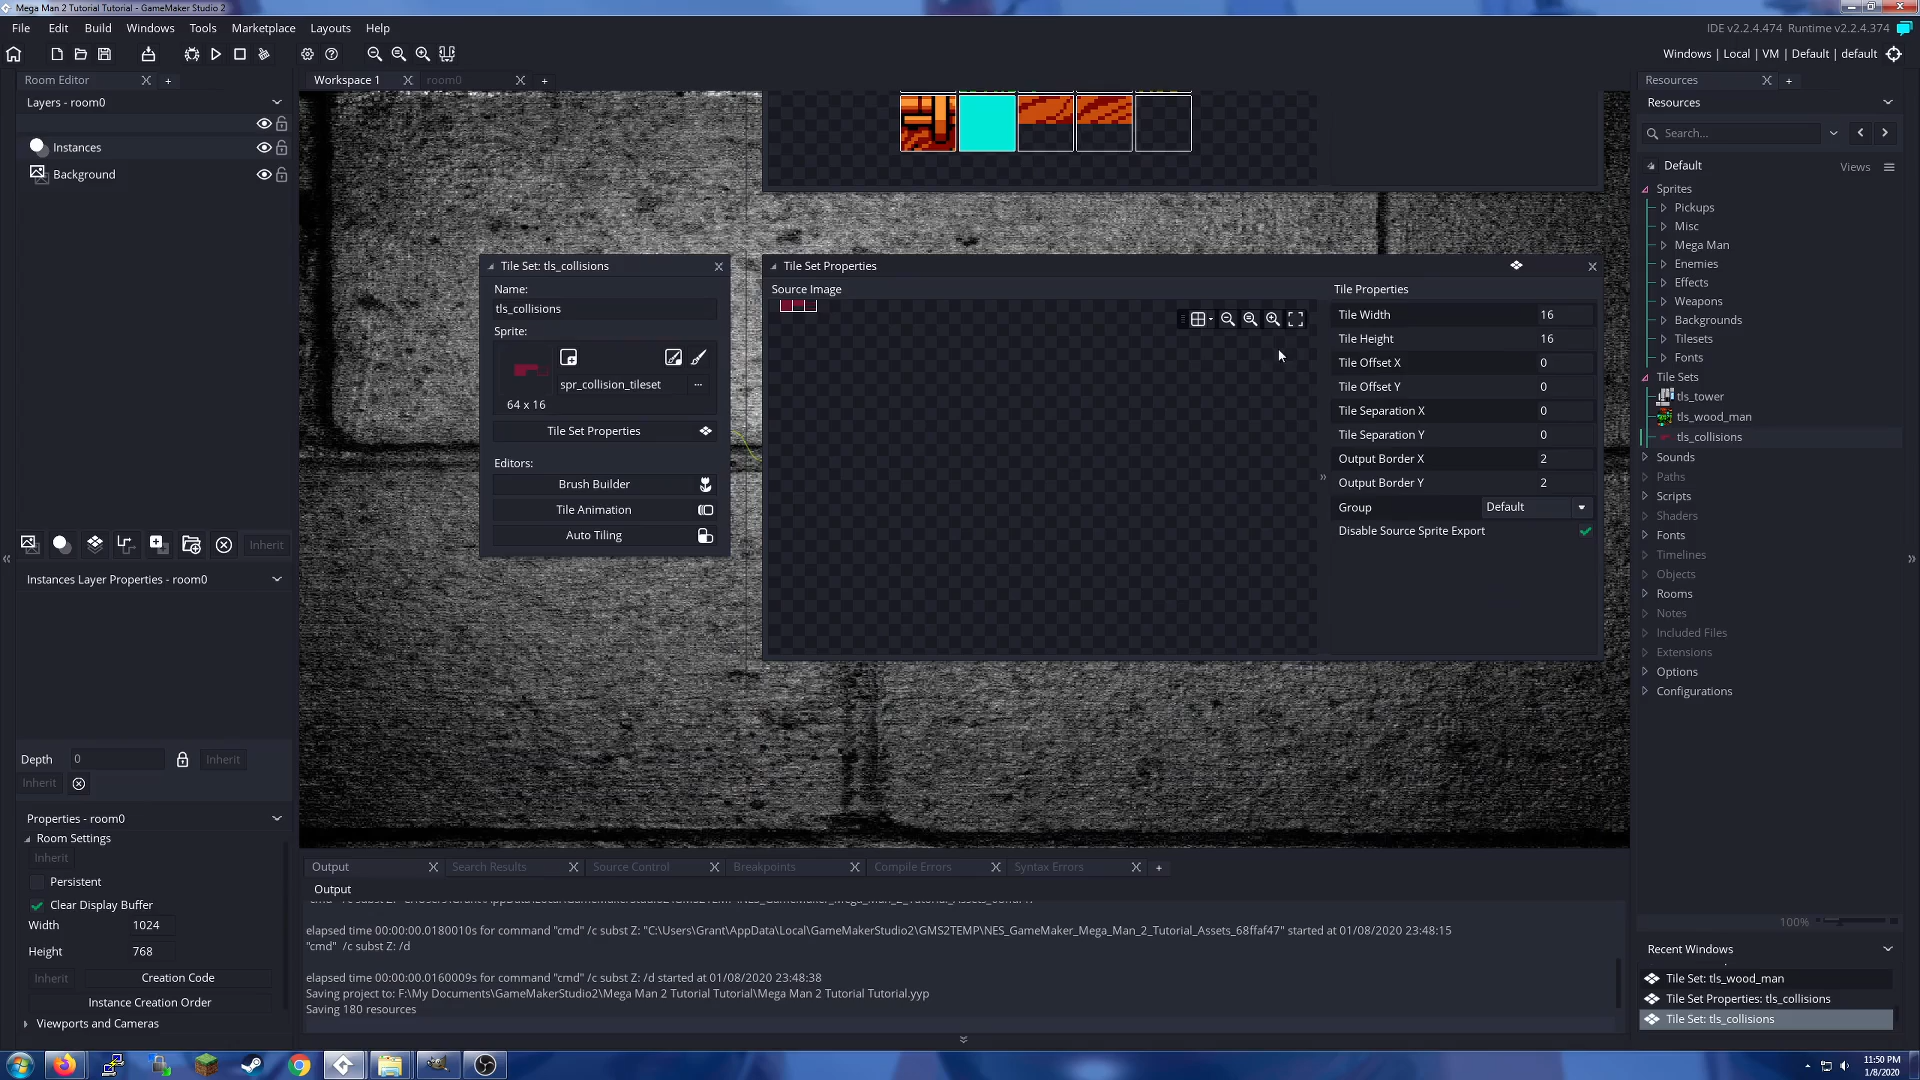 Mega Man 2 Tutorial Tutorial - GameMaker Studio 2
File Edit Build Windows Tools Marketplace Layouts Help
IDE v2.2.4.474 Runtime v2.2.4.374
Windows | Local | VM | Default | default
Room Editor
Layers - room0
Instances
Background
Inherit
Instances Layer Properties - room0
Depth 0 Inherit
Inherit
Properties - room0
Room Settings
Inherit
Persistent
Clear Display Buffer
Width 1024
Height 768
Inherit Creation Code
Instance Creation Order
Viewports and Cameras
Workspace 1
room0
Tile Set: tls_collisions
Name:
tls_collisions
Sprite:
spr_collision_tileset
64 x 16
Tile Set Properties
Editors:
Brush Builder
Tile Animation
Auto Tiling
Tile Set Properties
Source Image
Tile Properties
Tile Width 16
Tile Height 16
Tile Offset X 0
Tile Offset Y 0
Tile Separation X 0
Tile Separation Y 0
Output Border X 2
Output Border Y 2
Group Default
Disable Source Sprite Export
Output Search Results Source Control Breakpoints Compile Errors Syntax Errors
Output
elapsed time 00:00:00.0180010s for command "cmd" /c subst Z: "C:\Users\Grant\AppData\Local\GameMakerStudio2\GMS2TEMP\NES_GameMaker_Mega_Man_2_Tutorial_Assets_68ffaf47" started at 01/08/2020 23:48:15
"cmd" /c subst Z: /d
elapsed time 00:00:00.0160009s for command "cmd" /c subst Z: /d started at 01/08/2020 23:48:38
Saving project to: F:\My Documents\GameMakerStudio2\Mega Man 2 Tutorial Tutorial\Mega Man 2 Tutorial Tutorial.yyp
Saving 180 resources
Resources
Resources
Search...
Default Views
Sprites
Pickups
Misc
Mega Man
Enemies
Effects
Weapons
Backgrounds
Tilesets
Fonts
Tile Sets
tls_tower
tls_wood_man
tls_collisions
Sounds
Paths
Scripts
Shaders
Fonts
Timelines
Objects
Rooms
Notes
Included Files
Extensions
Options
Configurations
100%
Recent Windows
Tile Set: tls_wood_man
Tile Set Properties: tls_collisions
Tile Set: tls_collisions
11:50 PM
1/8/2020